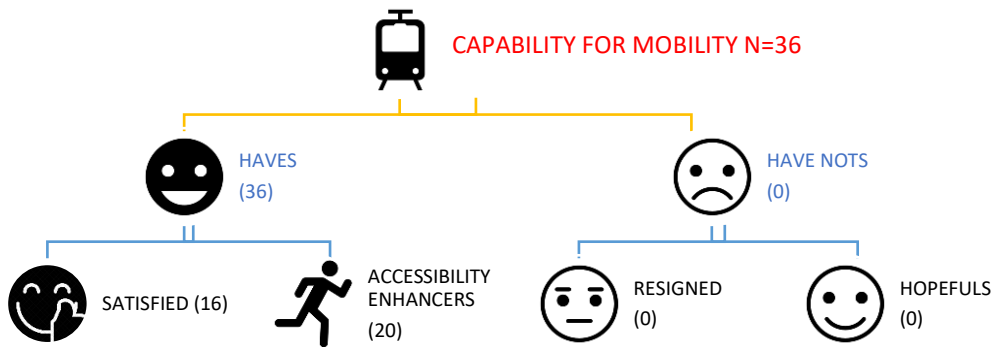 CAPABILITY FOR MOBILITY N=36
HAVES
(36)
HAVE NOTS
(0)
SATISFIED (16)
ACCESSIBILITY
ENHANCERS
(20)
RESIGNED
(0)
HOPEFULS
(0)